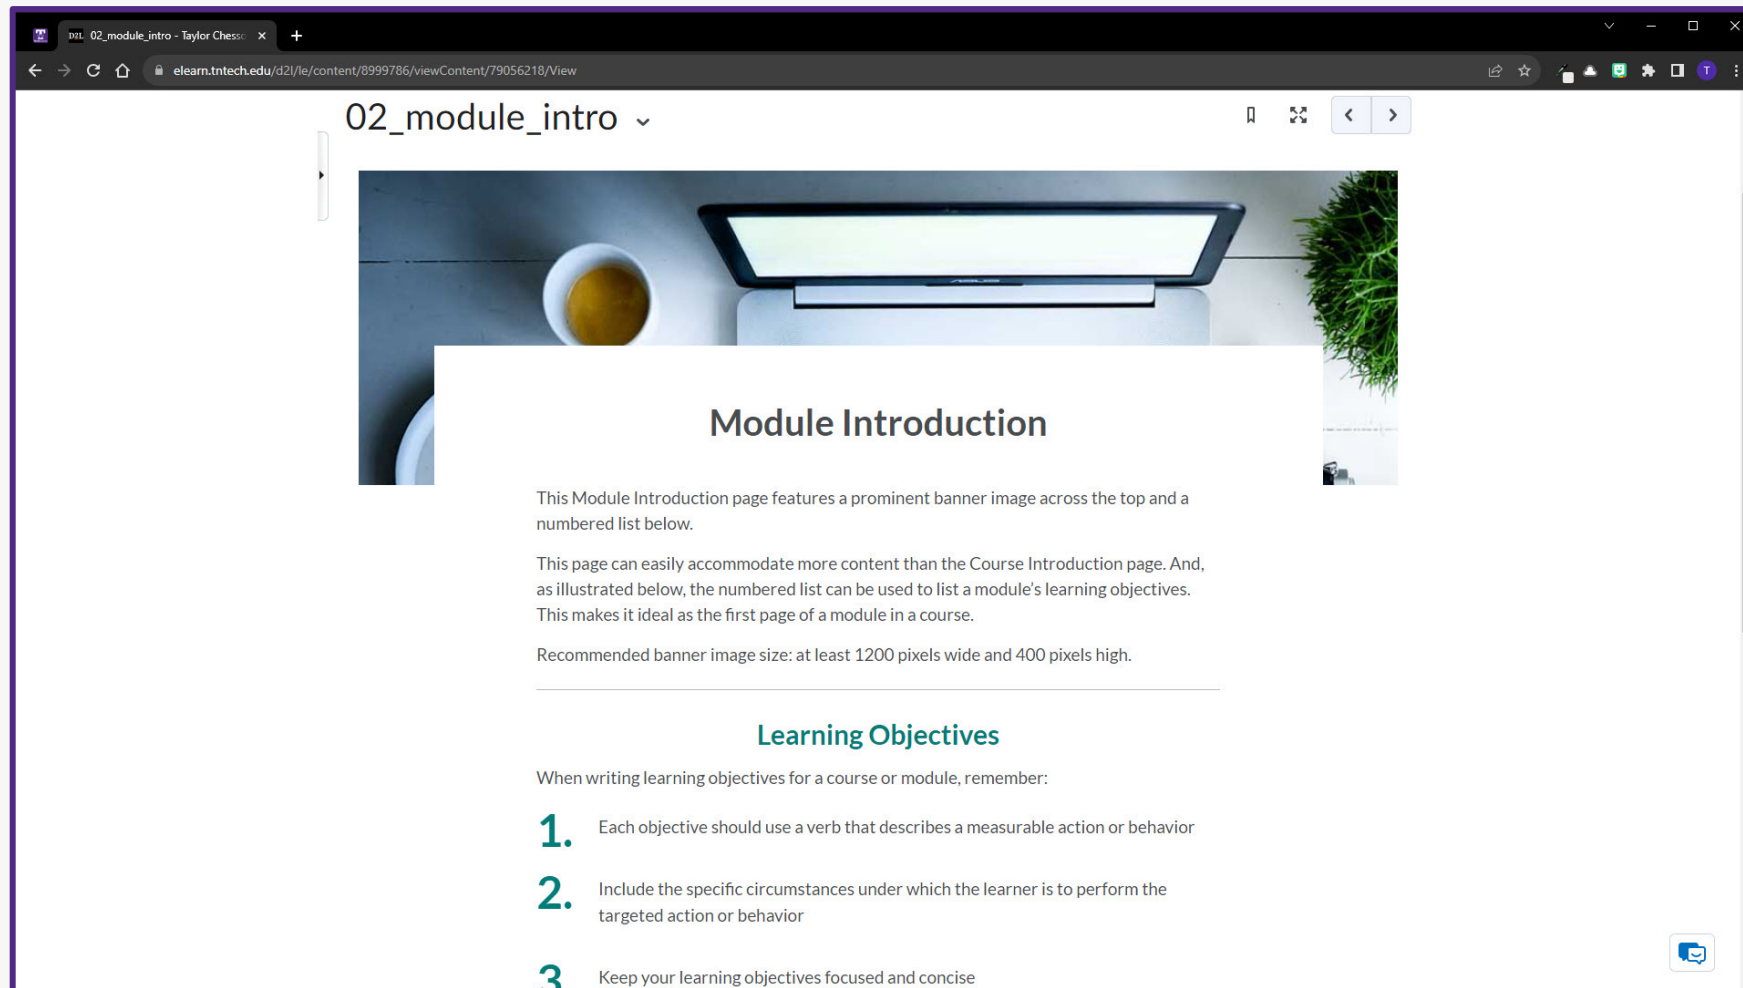 D2L 02_module_intro - Taylor Chesso
elearn.tntech.edu/d2l/le/content/8999786/viewContent/79056218/View
T
02_module_intro
ASUS
Module Introduction
This Module Introduction page features a prominent banner image across the top and a
numbered list below.
This page can easily accommodate more content than the Course Introduction page. And,
as illustrated below, the numbered list can be used to list a module’s learning objectives.
This makes it ideal as the first page of a module in a course.
Recommended banner image size: at least 1200 pixels wide and 400 pixels high.
Learning Objectives
When writing learning objectives for a course or module, remember:
1. Each objective should use a verb that describes a measurable action or behavior
2. Include the specific circumstances under which the learner is to perform the
targeted action or behavior
3 Keep your learning objectives focused and concise